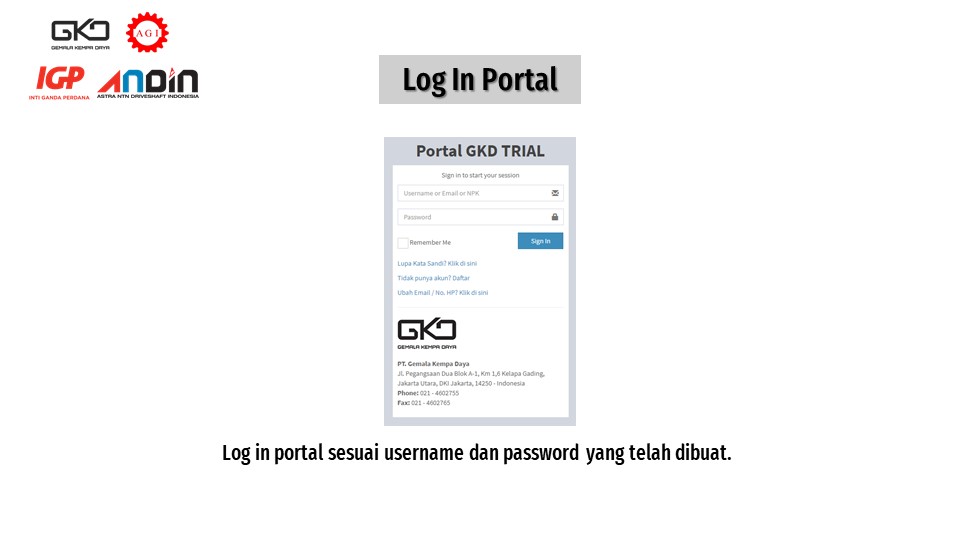 GKD
GEMALA KEMPA DAYA
AGI
IGP
INTI GANDA PERDANA
ANDIN
ASTRA NTN DRIVESHAFT INDONESIA
Log In Portal
Portal GKD TRIAL
Sign in to start your session
Username or Email or NPK
Password
Remember Me
Sign In
Lupa Kata Sandi? Klik di sini
Tidak punya akun? Daftar
Ubah Email / No. HP? Klik di sini
GKD
GEMALA KEMPA DAYA
PT. Gemala Kempa Daya
Jl. Pegangsaan Dua Blok A-1, Km 1,6 Kelapa Gading,
Jakarta Utara, DKI Jakarta, 14250 - Indonesia
Phone: 021 - 4602755
Fax: 021 - 4602765
Log in portal sesuai username dan password yang telah dibuat.